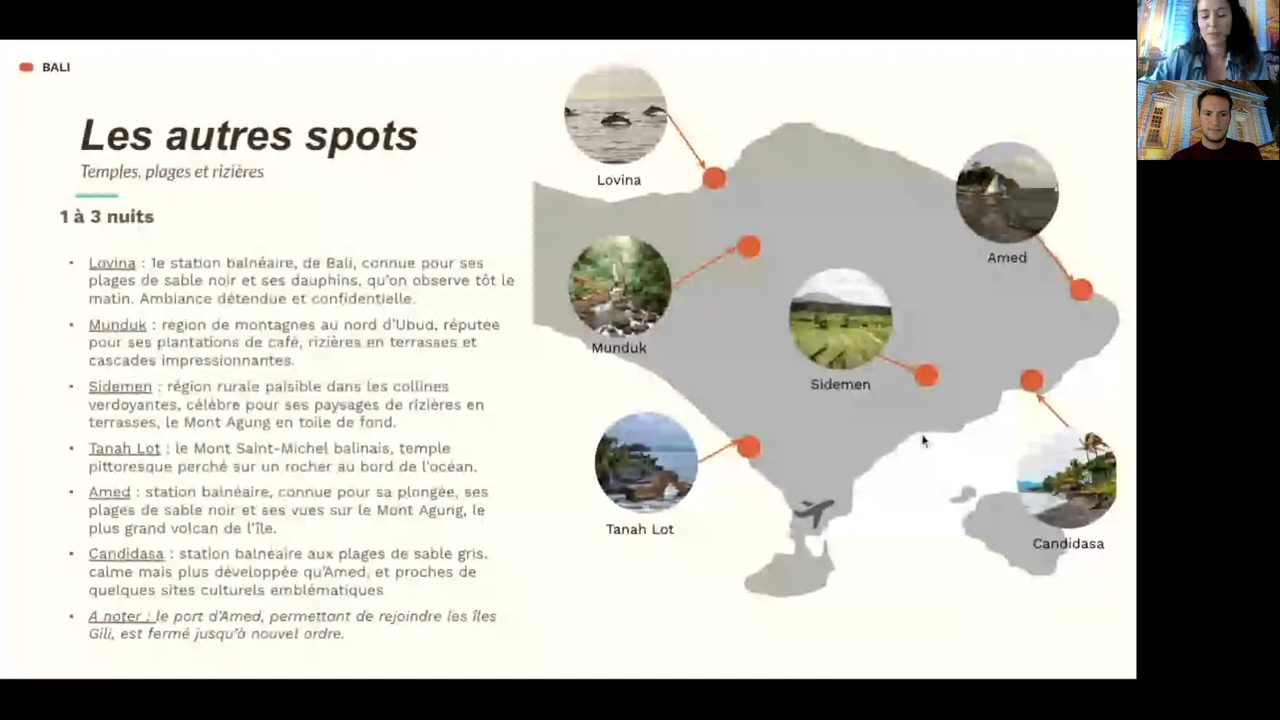 BALI
Les autres spots
Temples, plages et rizières
1 à 3 nuits
• Lovina : 1e station balnéaire, de Bali, connue pour ses
plages de sable noir et ses dauphins, qu'on observe tôt le
matin. Ambiance détendue et confidentielle.
• Munduk : région de montagnes au nord d'Ubud, réputée
pour ses plantations de café, rizières en terrasses et
cascades impressionnantes.
• Sidemen : région rurale paisible dans les collines
verdoyantes, célèbre pour ses paysages de rizières en
terrasses, le Mont Agung en toile de fond.
• Tanah Lot : le Mont Saint-Michel balinais, temple
pittoresque perché sur un rocher au bord de l'océan.
• Amed : station balnéaire, connue pour sa plongée, ses
plages de sable noir et ses vues sur le Mont Agung, le
plus grand volcan de l'île.
• Candidasa : station balnéaire aux plages de sable gris,
calme mais plus développée qu'Amed, et proches de
quelques sites culturels emblématiques
• A noter : le port d'Amed, permettant de rejoindre les îles
Gili, est fermé jusqu'à nouvel ordre.
Lovina
Amed
Munduk
Sidemen
Tanah Lot
Candidasa